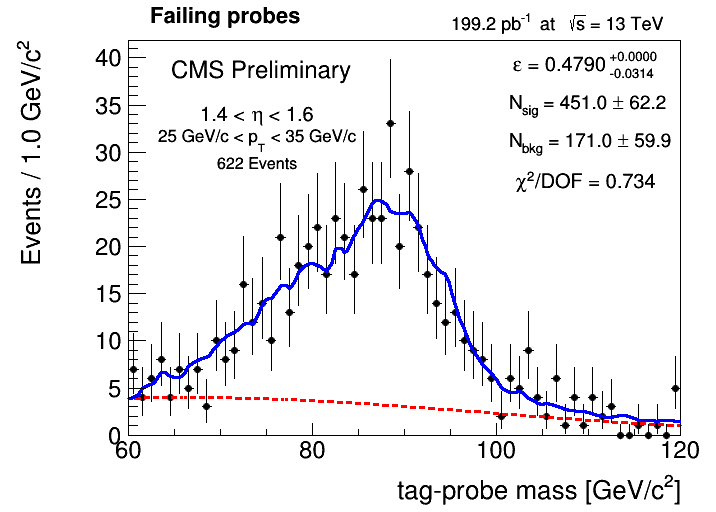 Failing probes
199.2 pb⁻¹ at √s = 13 TeV
CMS Preliminary
1.4 < η < 1.6
25 GeV/c < p_T < 35 GeV/c
622 Events
ε = 0.4790 +0.0000 -0.0314
N_sig = 451.0 ± 62.2
N_bkg = 171.0 ± 59.9
χ²/DOF = 0.734
Events / 1.0 GeV/c²
40
35
30
25
20
15
10
5
0
60 80 100 120
tag-probe mass [GeV/c²]